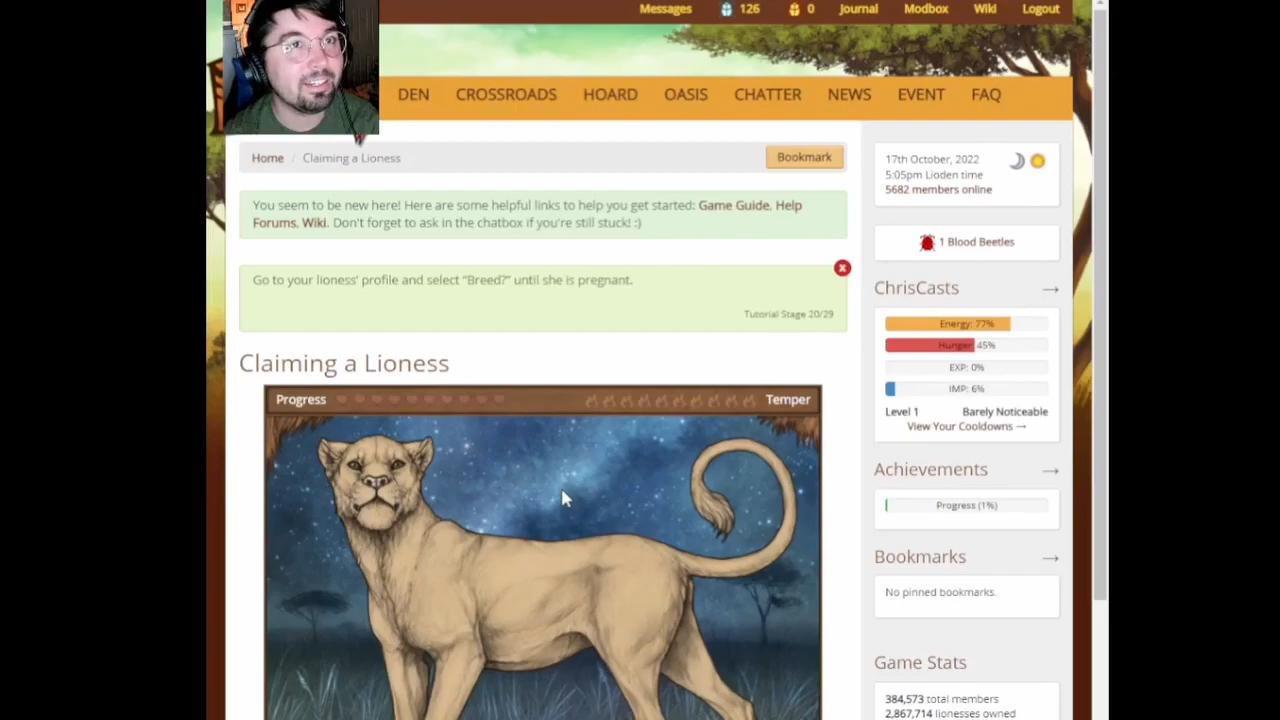 Messages 126 0 Journal Modbox Wiki Logout
DEN CROSSROADS HOARD OASIS CHATTER NEWS EVENT FAQ
Home / Claiming a Lioness
Bookmark
You seem to be new here! Here are some helpful links to help you get started: Game Guide, Help
Forums, Wiki. Don't forget to ask in the chatbox if you're still stuck! :)
Go to your lioness' profile and select "Breed?" until she is pregnant.
Tutorial Stage 20/29
Claiming a Lioness
Progress Temper
17th October, 2022
5:05pm Lioden time
5682 members online
1 Blood Beetles
ChrisCasts →
Energy: 77%
Hunger: 45%
EXP: 0%
IMP: 6%
Level 1 Barely Noticeable
View Your Cooldowns →
Achievements →
Progress (1%)
Bookmarks →
No pinned bookmarks.
Game Stats
384,573 total members
2,867,714 lionesses owned